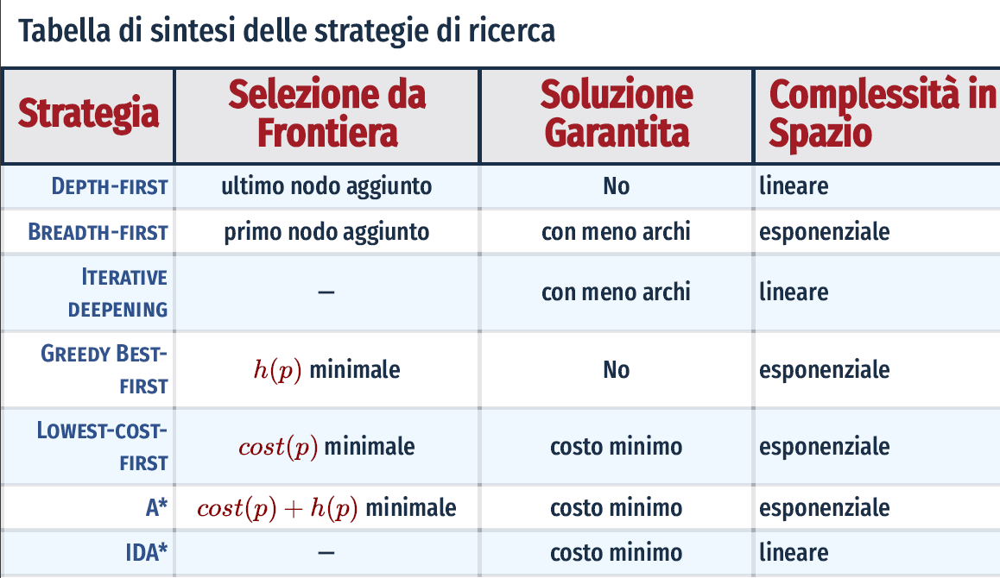 Tabella di sintesi delle strategie di ricerca
Strategia
Selezione da
Frontiera
Soluzione
Garantita
Complessità in
Spazio
DEPTH-FIRST
ultimo nodo aggiunto
No
lineare
BREADTH-FIRST
primo nodo aggiunto
con meno archi
esponenziale
ITERATIVE
DEEPENING
—
con meno archi
lineare
GREEDY BEST-
FIRST
h(p) minimale
No
esponenziale
LOWEST-COST-
FIRST
cost(p) minimale
costo minimo
esponenziale
A*
cost(p) + h(p) minimale
costo minimo
esponenziale
IDA*
—
costo minimo
lineare